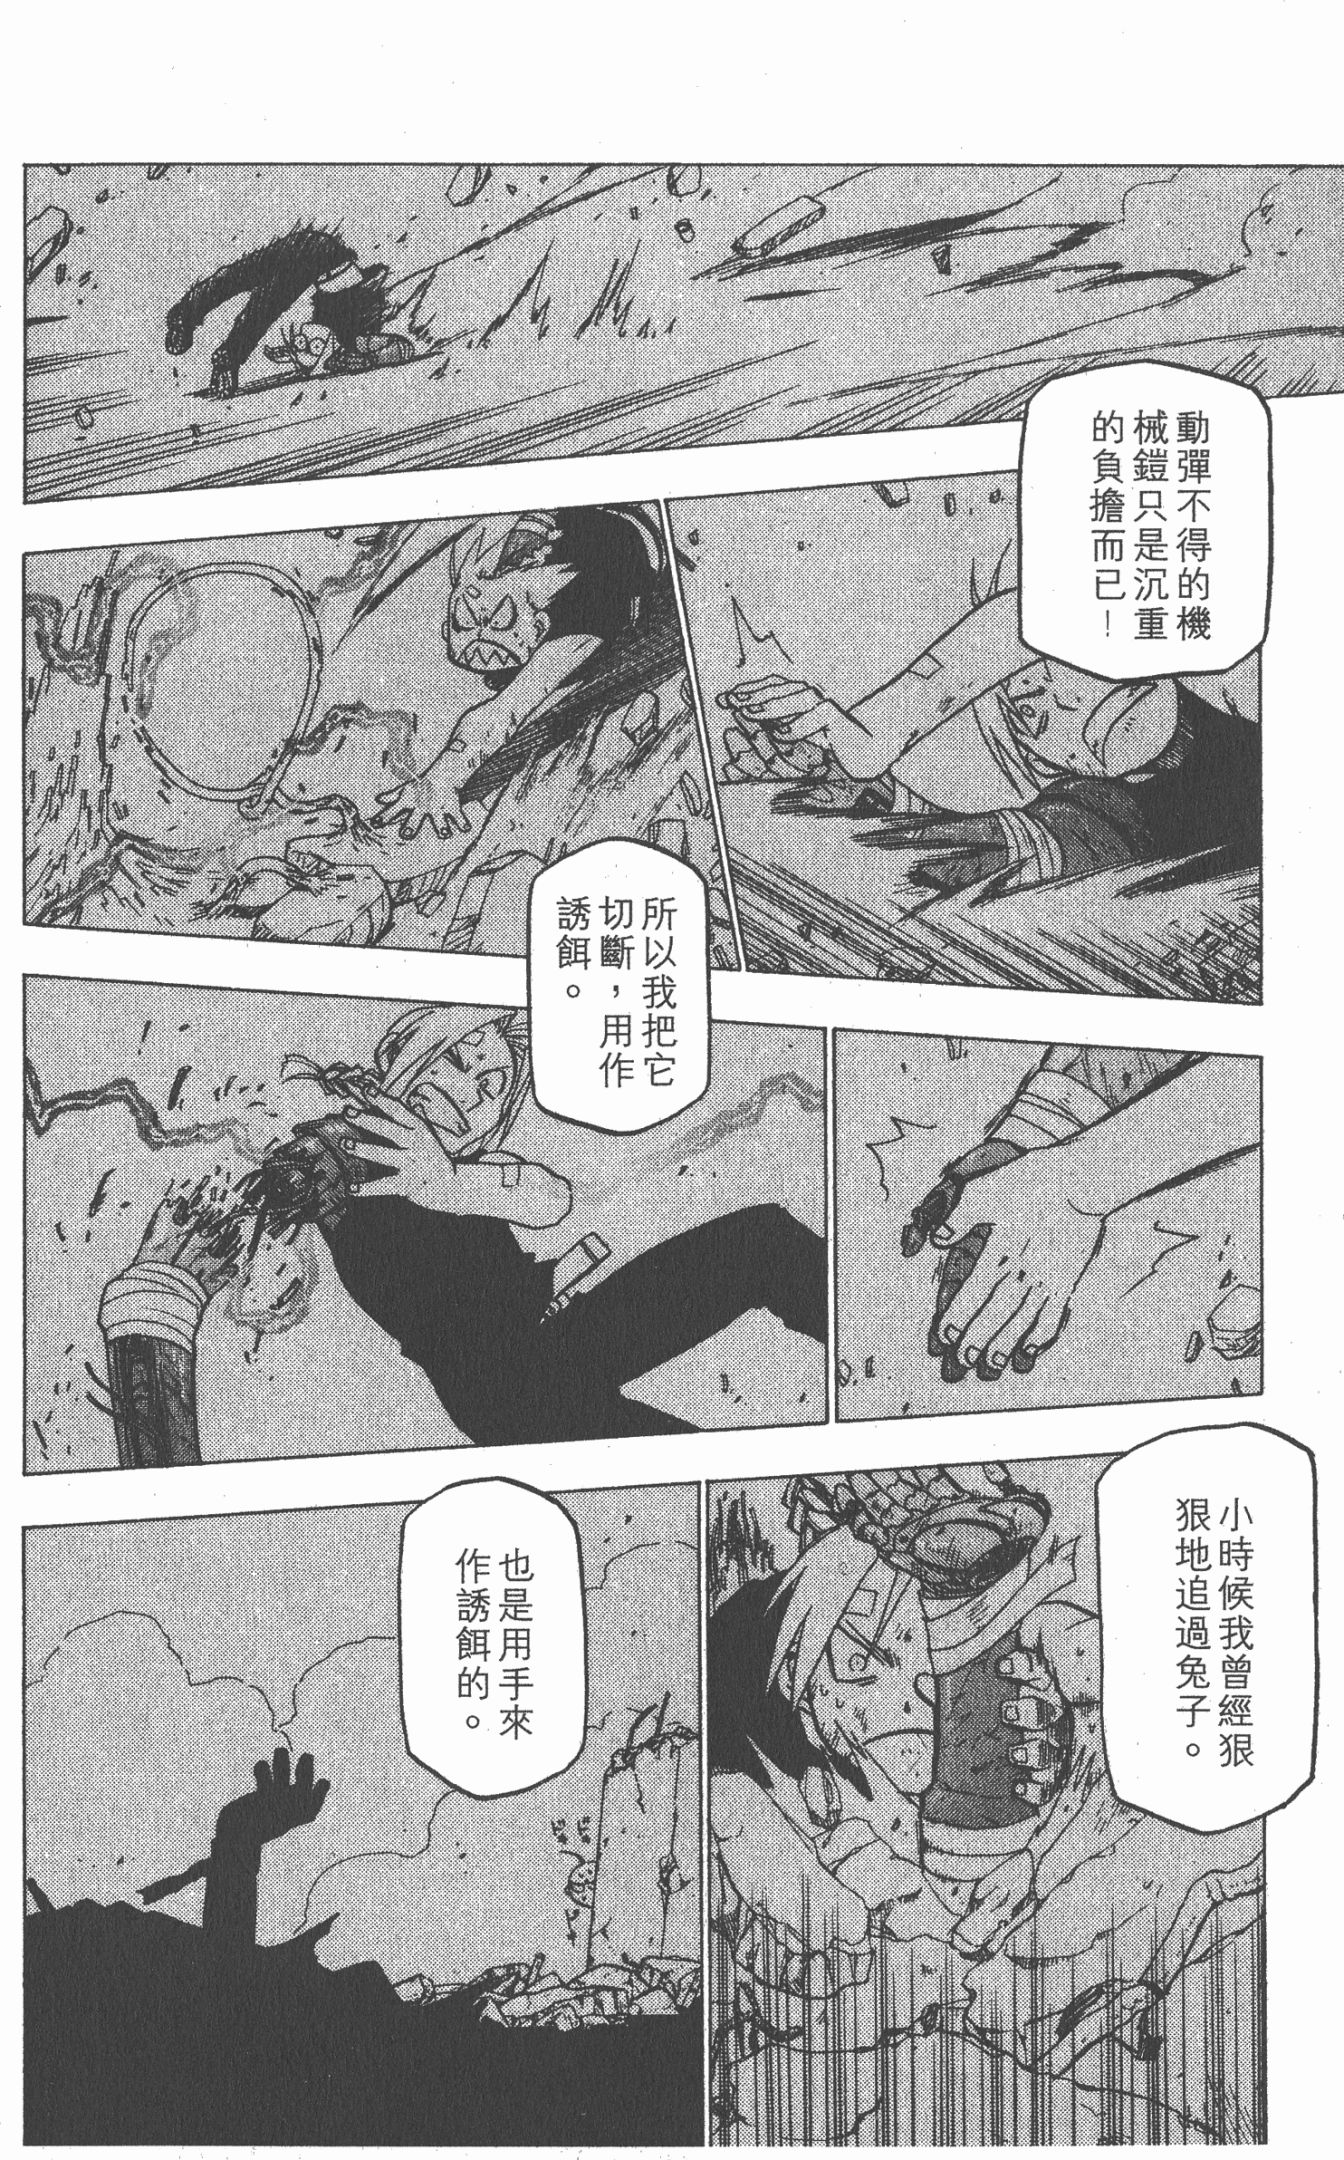 動彈不得的機
械鎧只是沉重
的負擔而已！
所以我把它
切斷，用作
誘餌。
小時候我曾經狠
狠地追過兔子。
也是用手來
作誘餌的。